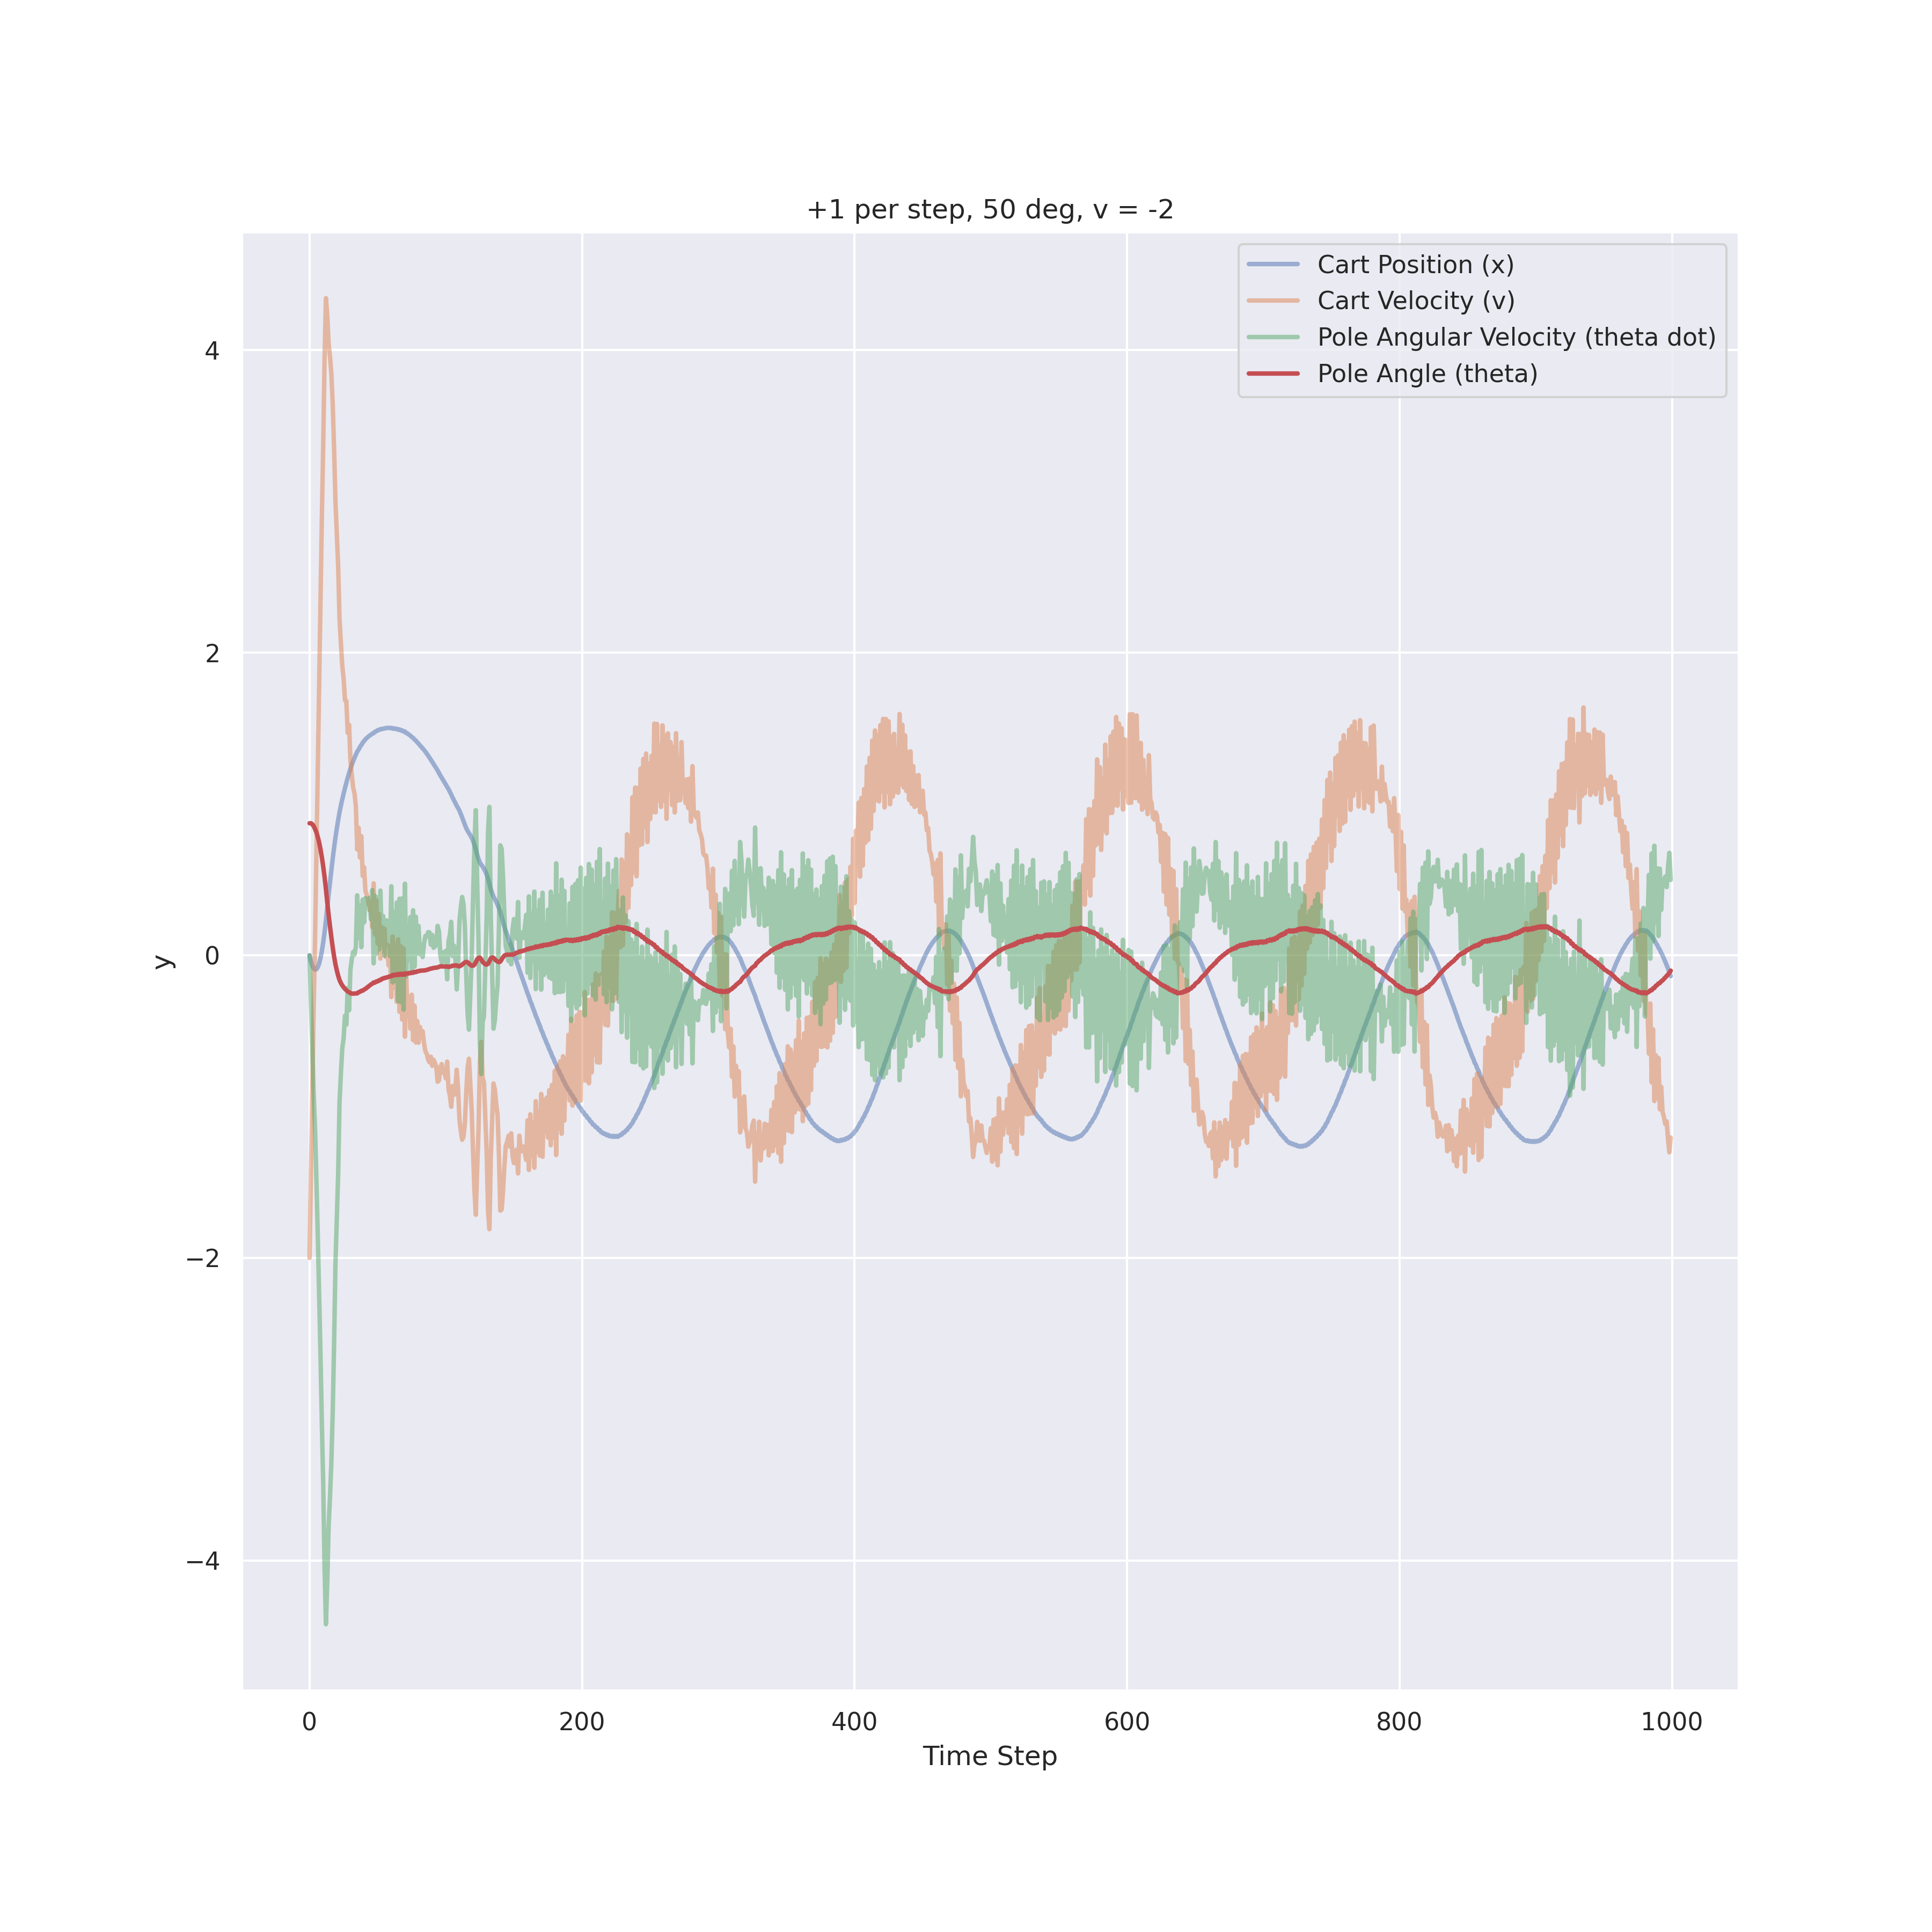 +1 per step, 50 deg, v = -2
Cart Position (x)
Cart Velocity (v)
Pole Angular Velocity (theta dot)
Pole Angle (theta)
y
4
2
0
−2
−4
0 200 400 600 800 1000
Time Step